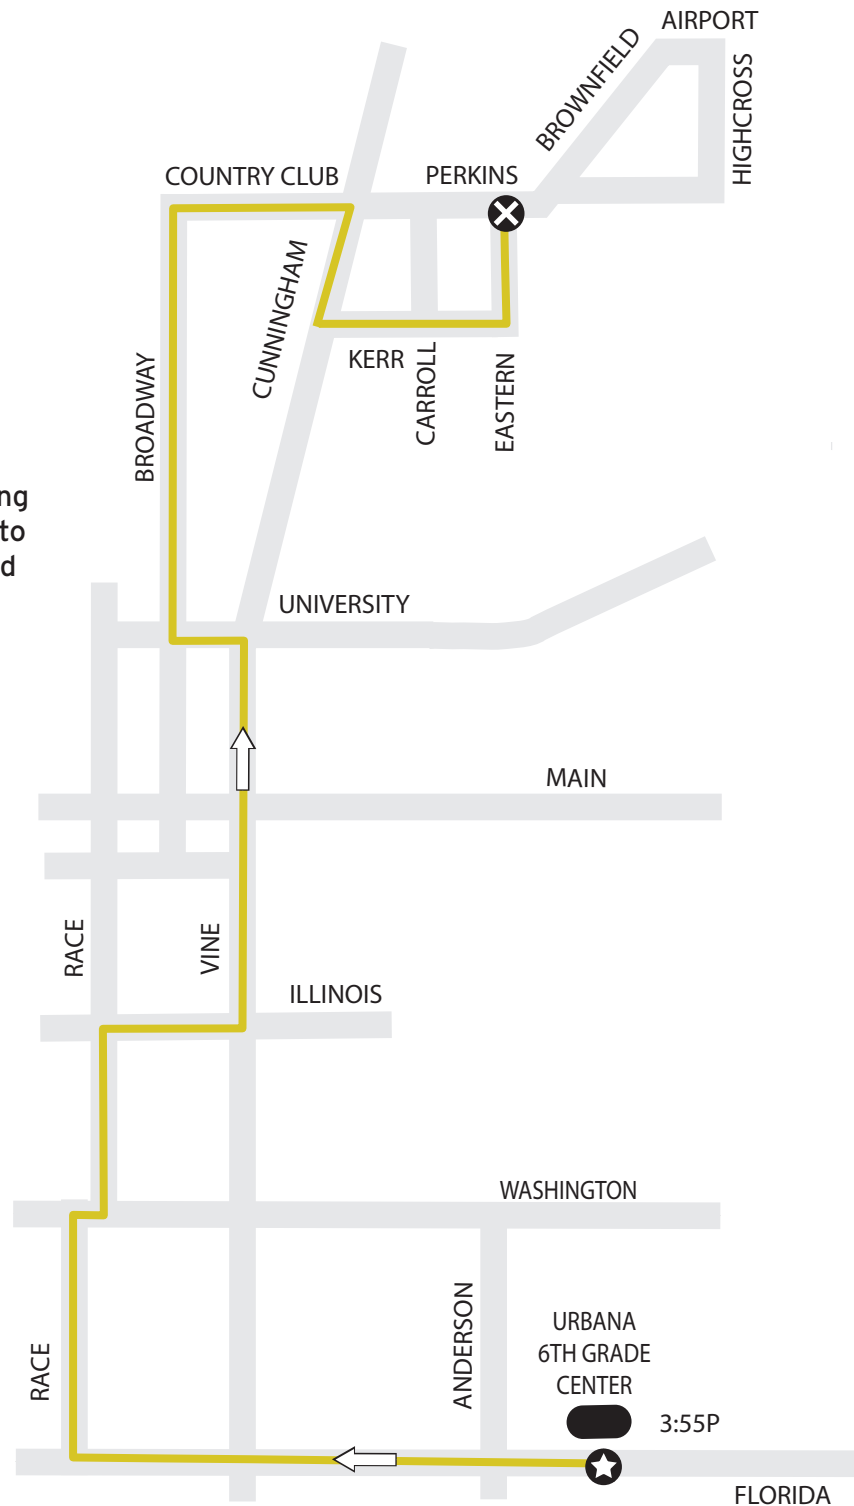 AIRPORT
BROWNFIELD
HIGHCROSS
COUNTRY CLUB
PERKINS
CUNNINGHAM
BROADWAY
KERR
CARROLL
EASTERN
ng
to
d
UNIVERSITY
MAIN
RACE
VINE
ILLINOIS
WASHINGTON
ANDERSON
URBANA
6TH GRADE
CENTER
RACE
3:55P
FLORIDA